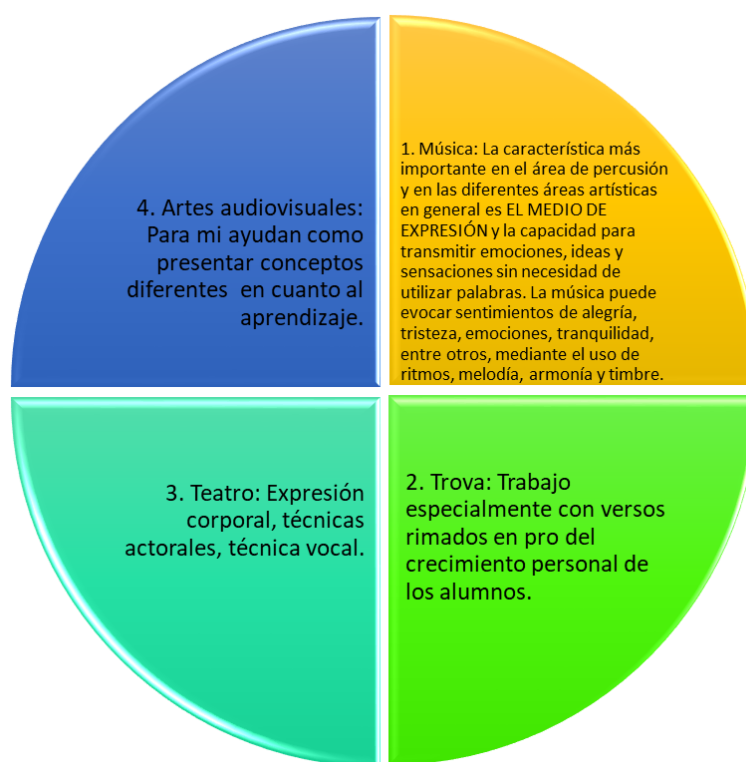 1. Música: La característica más
importante en el área de percusión
y en las diferentes áreas artísticas
en general es EL MEDIO DE
EXPRESIÓN y la capacidad para
transmitir emociones, ideas y
sensaciones sin necesidad de
utilizar palabras. La música puede
evocar sentimientos de alegría,
tristeza, emociones, tranquilidad,
entre otros, mediante el uso de
ritmos, melodía, armonía y timbre.
2. Trova: Trabajo
especialmente con versos
rimados en pro del
crecimiento personal de
los alumnos.
3. Teatro: Expresión
corporal, técnicas
actorales, técnica vocal.
4. Artes audiovisuales:
Para mi ayudan como
presentar conceptos
diferentes en cuanto al
aprendizaje.